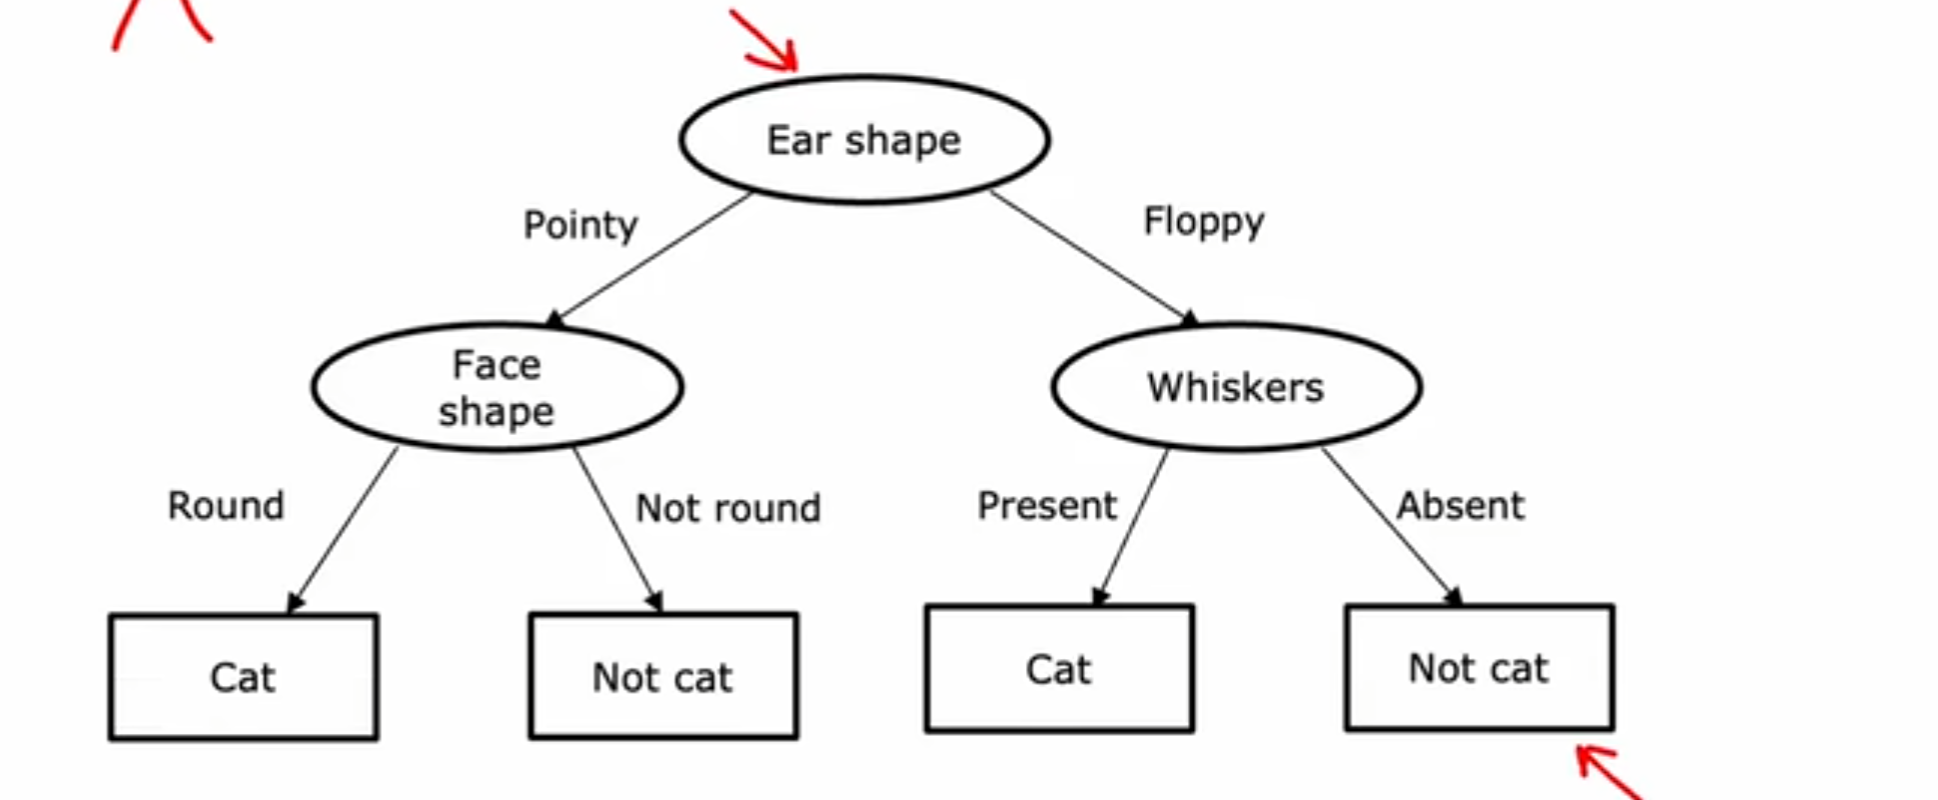 Ear shape
Pointy
Floppy
Face
shape
Whiskers
Round
Not round
Present
Absent
Cat
Not cat
Cat
Not cat